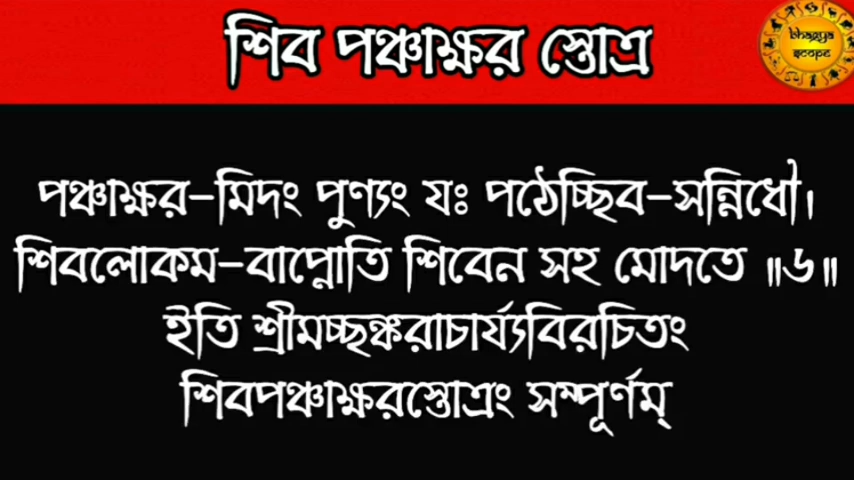 শিব পঞ্চাক্ষর স্তোত্র
bhagya
scope
পঞ্চাক্ষর-মিদং পুণ্যং যঃ পঠেচ্ছিব-সন্নিধৌ।
শিবলোকম-বাপ্নোতি শিবেন সহ মোদতে ॥৬॥
ইতি শ্রীমচ্ছঙ্করাচার্য্যবিরচিতং
শিবপঞ্চাক্ষরস্তোত্রং সম্পূর্ণম্